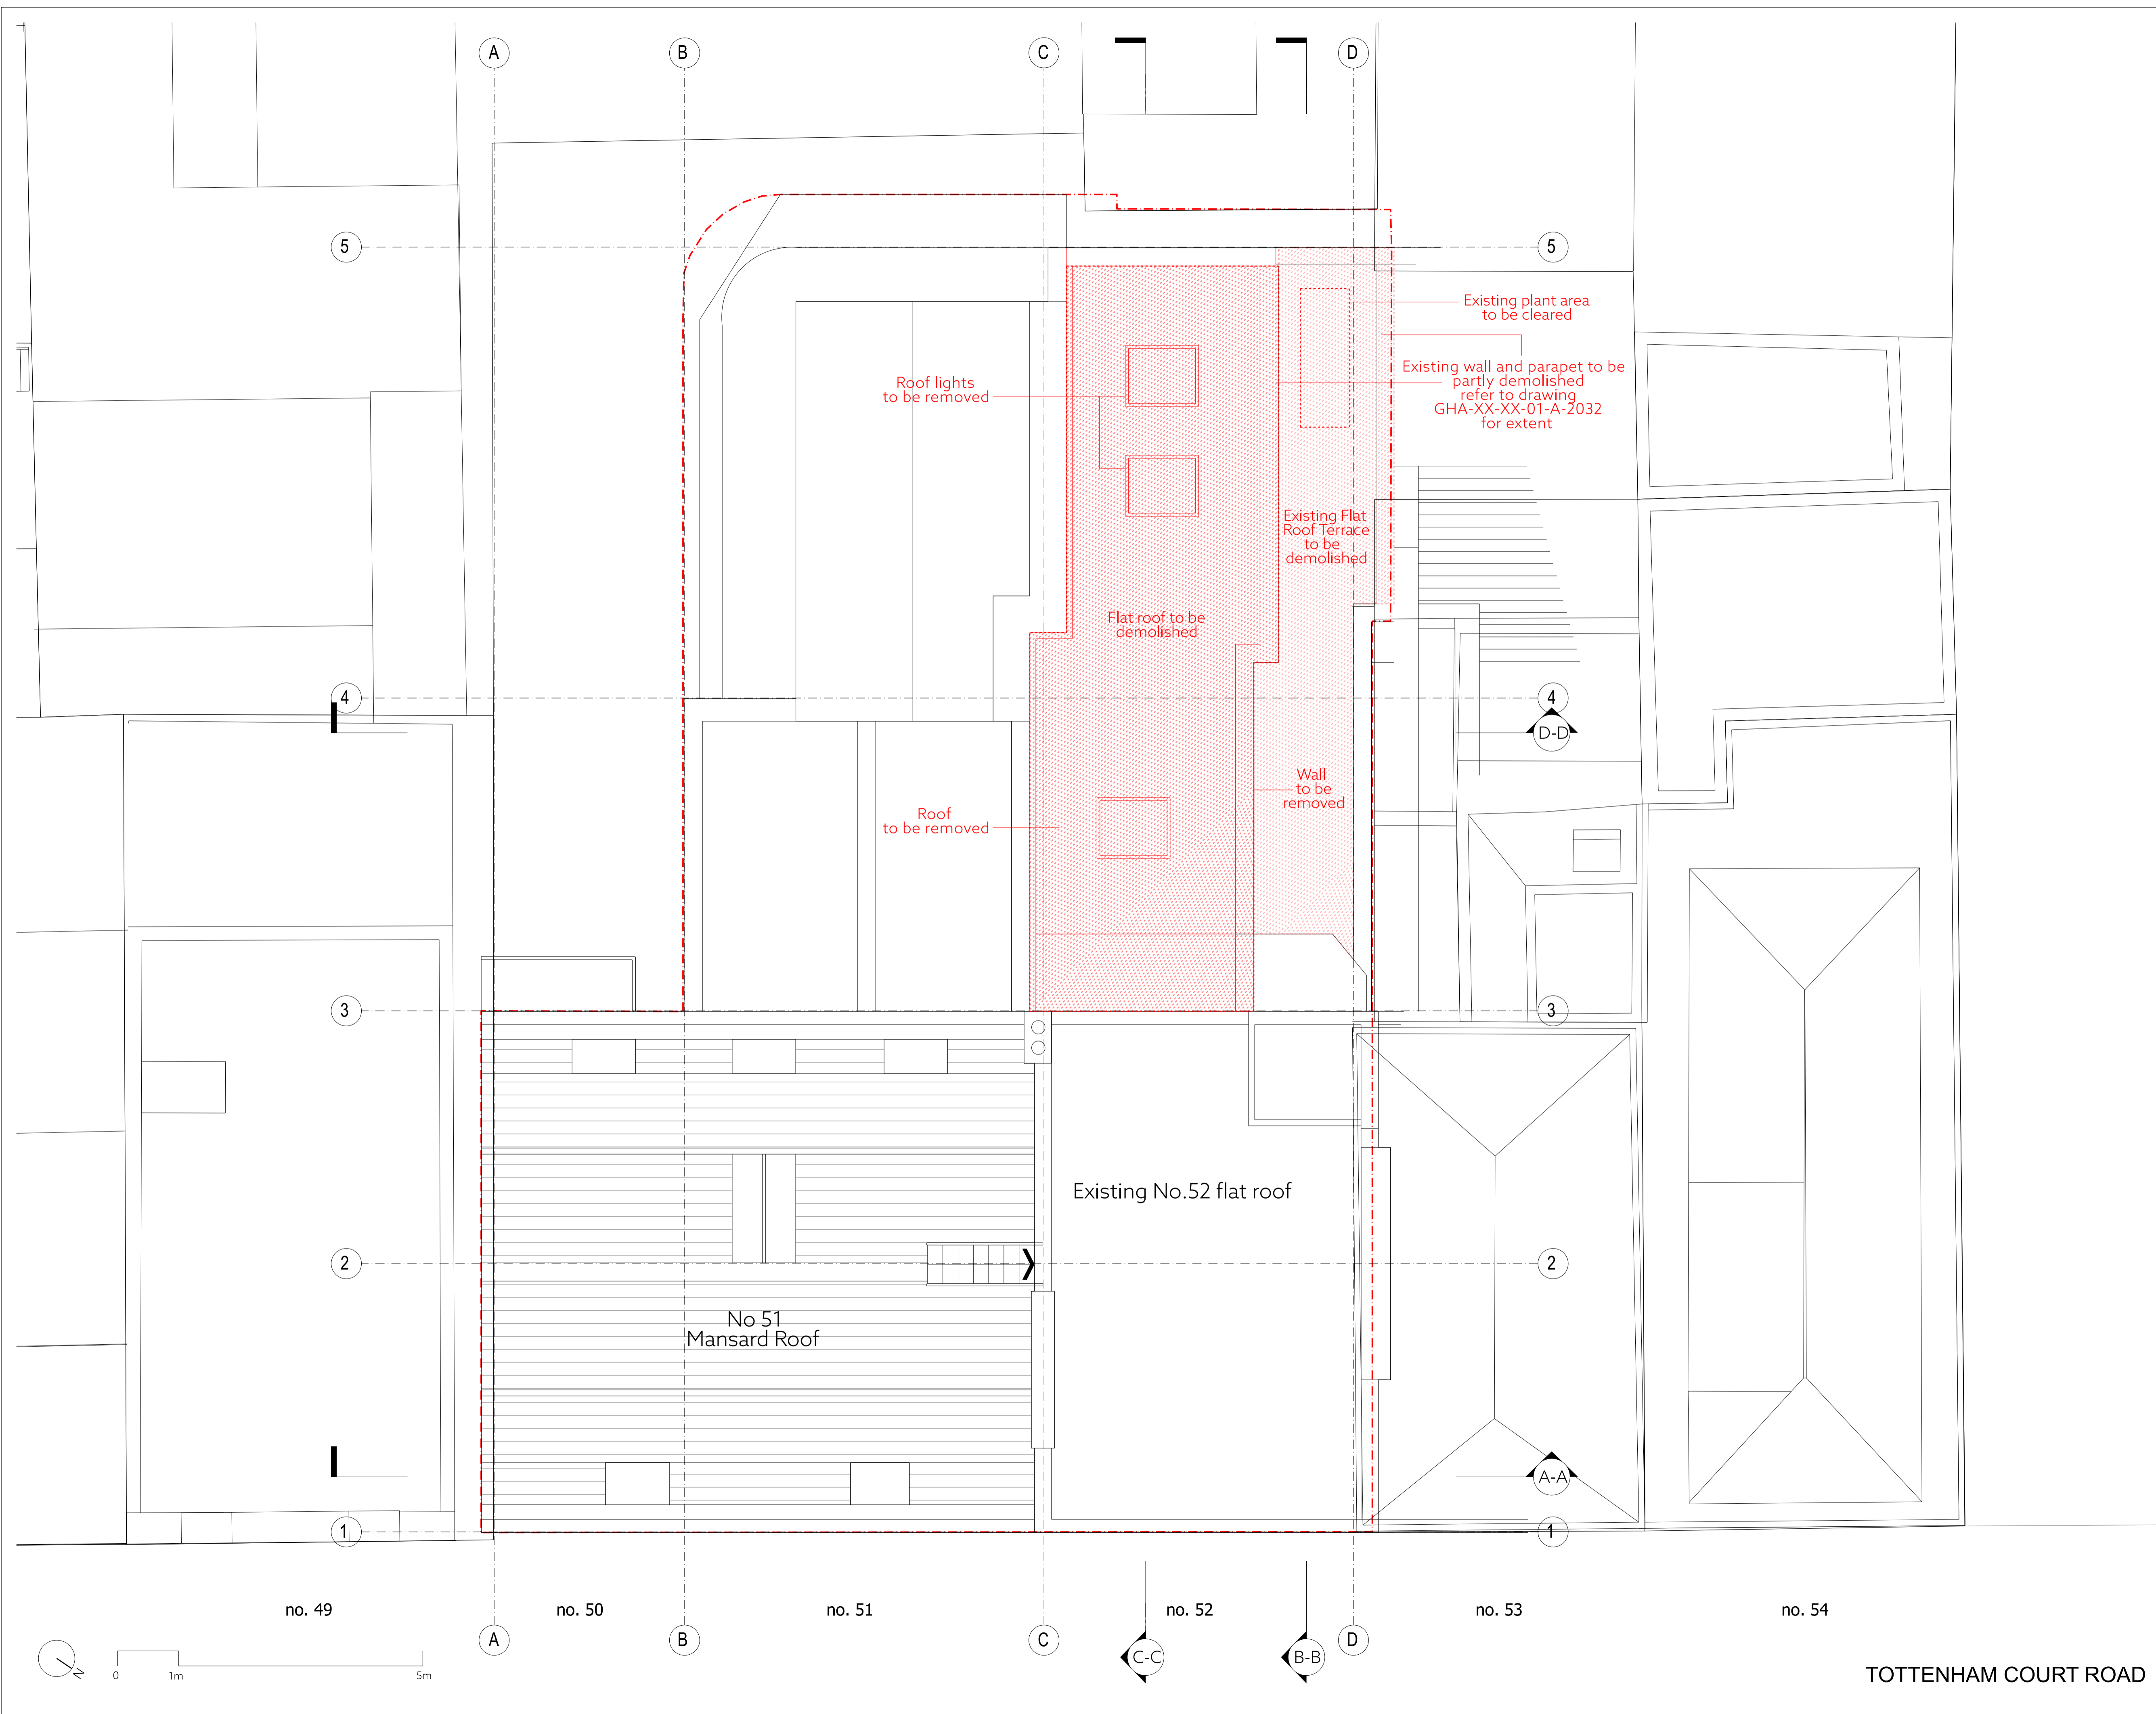 A
B
C
D
5
5
Existing plant area
to be cleared
Existing wall and parapet to be
partly demolished
refer to drawing
GHA-XX-XX-01-A-2032
for extent
Roof lights
to be removed
Existing Flat
Roof Terrace
to be
demolished
Flat roof to be
demolished
4
4
D-D
Wall
to be
removed
Roof
to be removed
3
3
Existing No.52 flat roof
2
2
No 51
Mansard Roof
A-A
1
1
no. 49
no. 50
no. 51
no. 52
no. 53
no. 54
A
B
C
D
C-C
B-B
N
0
1m
5m
TOTTENHAM COURT ROAD